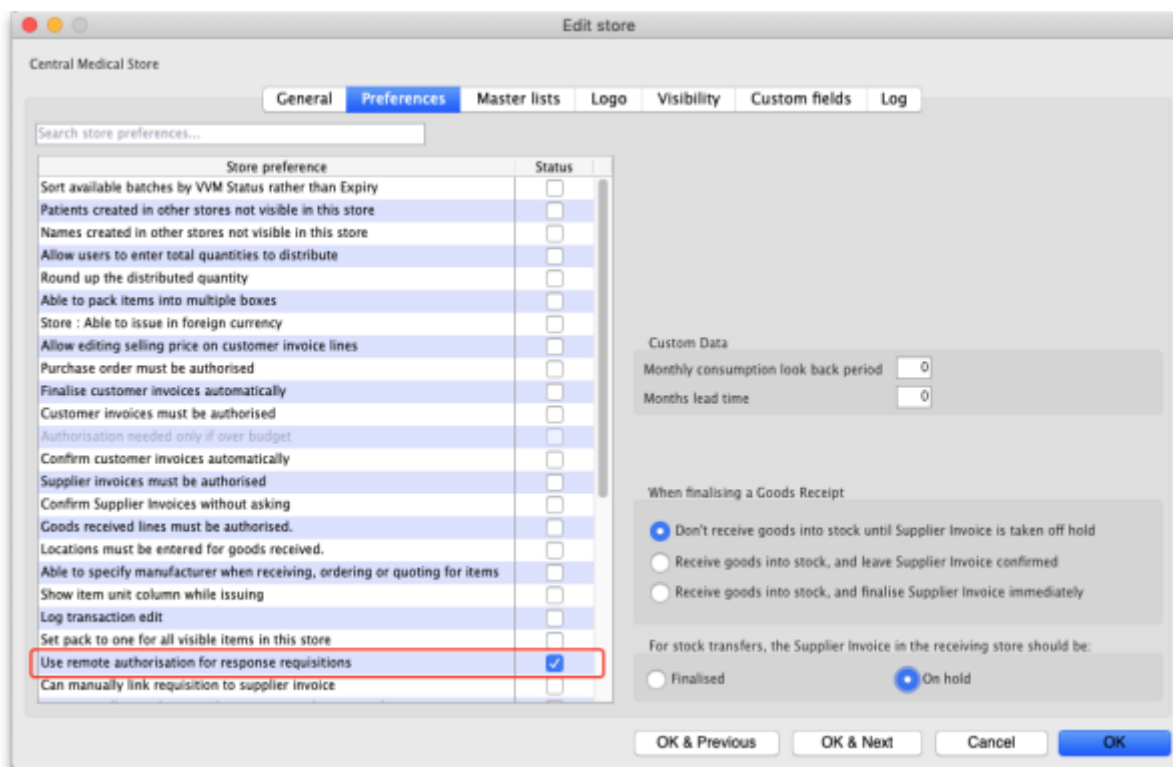 Edit store
Central Medical Store
General Preferences Master lists Logo Visibility Custom fields Log
Search store preferences...
Store preference Status
Sort available batches by VVM Status rather than Expiry
Patients created in other stores not visible in this store
Names created in other stores not visible in this store
Allow users to enter total quantities to distribute
Round up the distributed quantity
Able to pack items into multiple boxes
Store : Able to issue in foreign currency
Allow editing selling price on customer invoice lines
Purchase order must be authorised
Finalise customer invoices automatically
Customer invoices must be authorised
Authorisation needed only if over budget
Confirm customer invoices automatically
Supplier invoices must be authorised
Confirm Supplier Invoices without asking
Goods received lines must be authorised.
Locations must be entered for goods received.
Able to specify manufacturer when receiving, ordering or quoting for items
Show item unit column while issuing
Log transaction edit
Set pack to one for all visible items in this store
Use remote authorisation for response requisitions
Can manually link requisition to supplier invoice
Custom Data
Monthly consumption look back period 0
Months lead time 0
When finalising a Goods Receipt
Don't receive goods into stock until Supplier Invoice is taken off hold
Receive goods into stock, and leave Supplier Invoice confirmed
Receive goods into stock, and finalise Supplier Invoice immediately
For stock transfers, the Supplier Invoice in the receiving store should be:
Finalised On hold
OK & Previous OK & Next Cancel OK